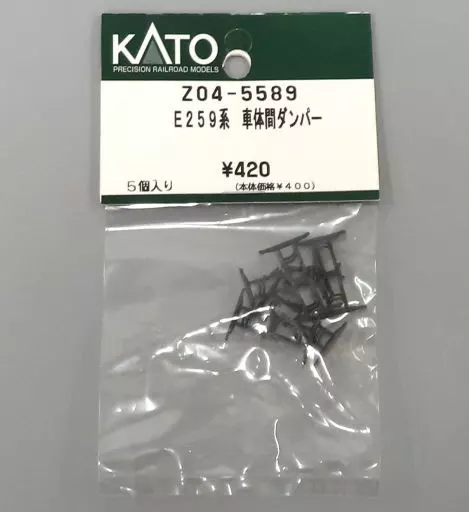 KATO
PRECISION RAILROAD MODELS
Z04-5589
E259系 車体間ダンパー
¥420
5個入り (本体価格¥400)